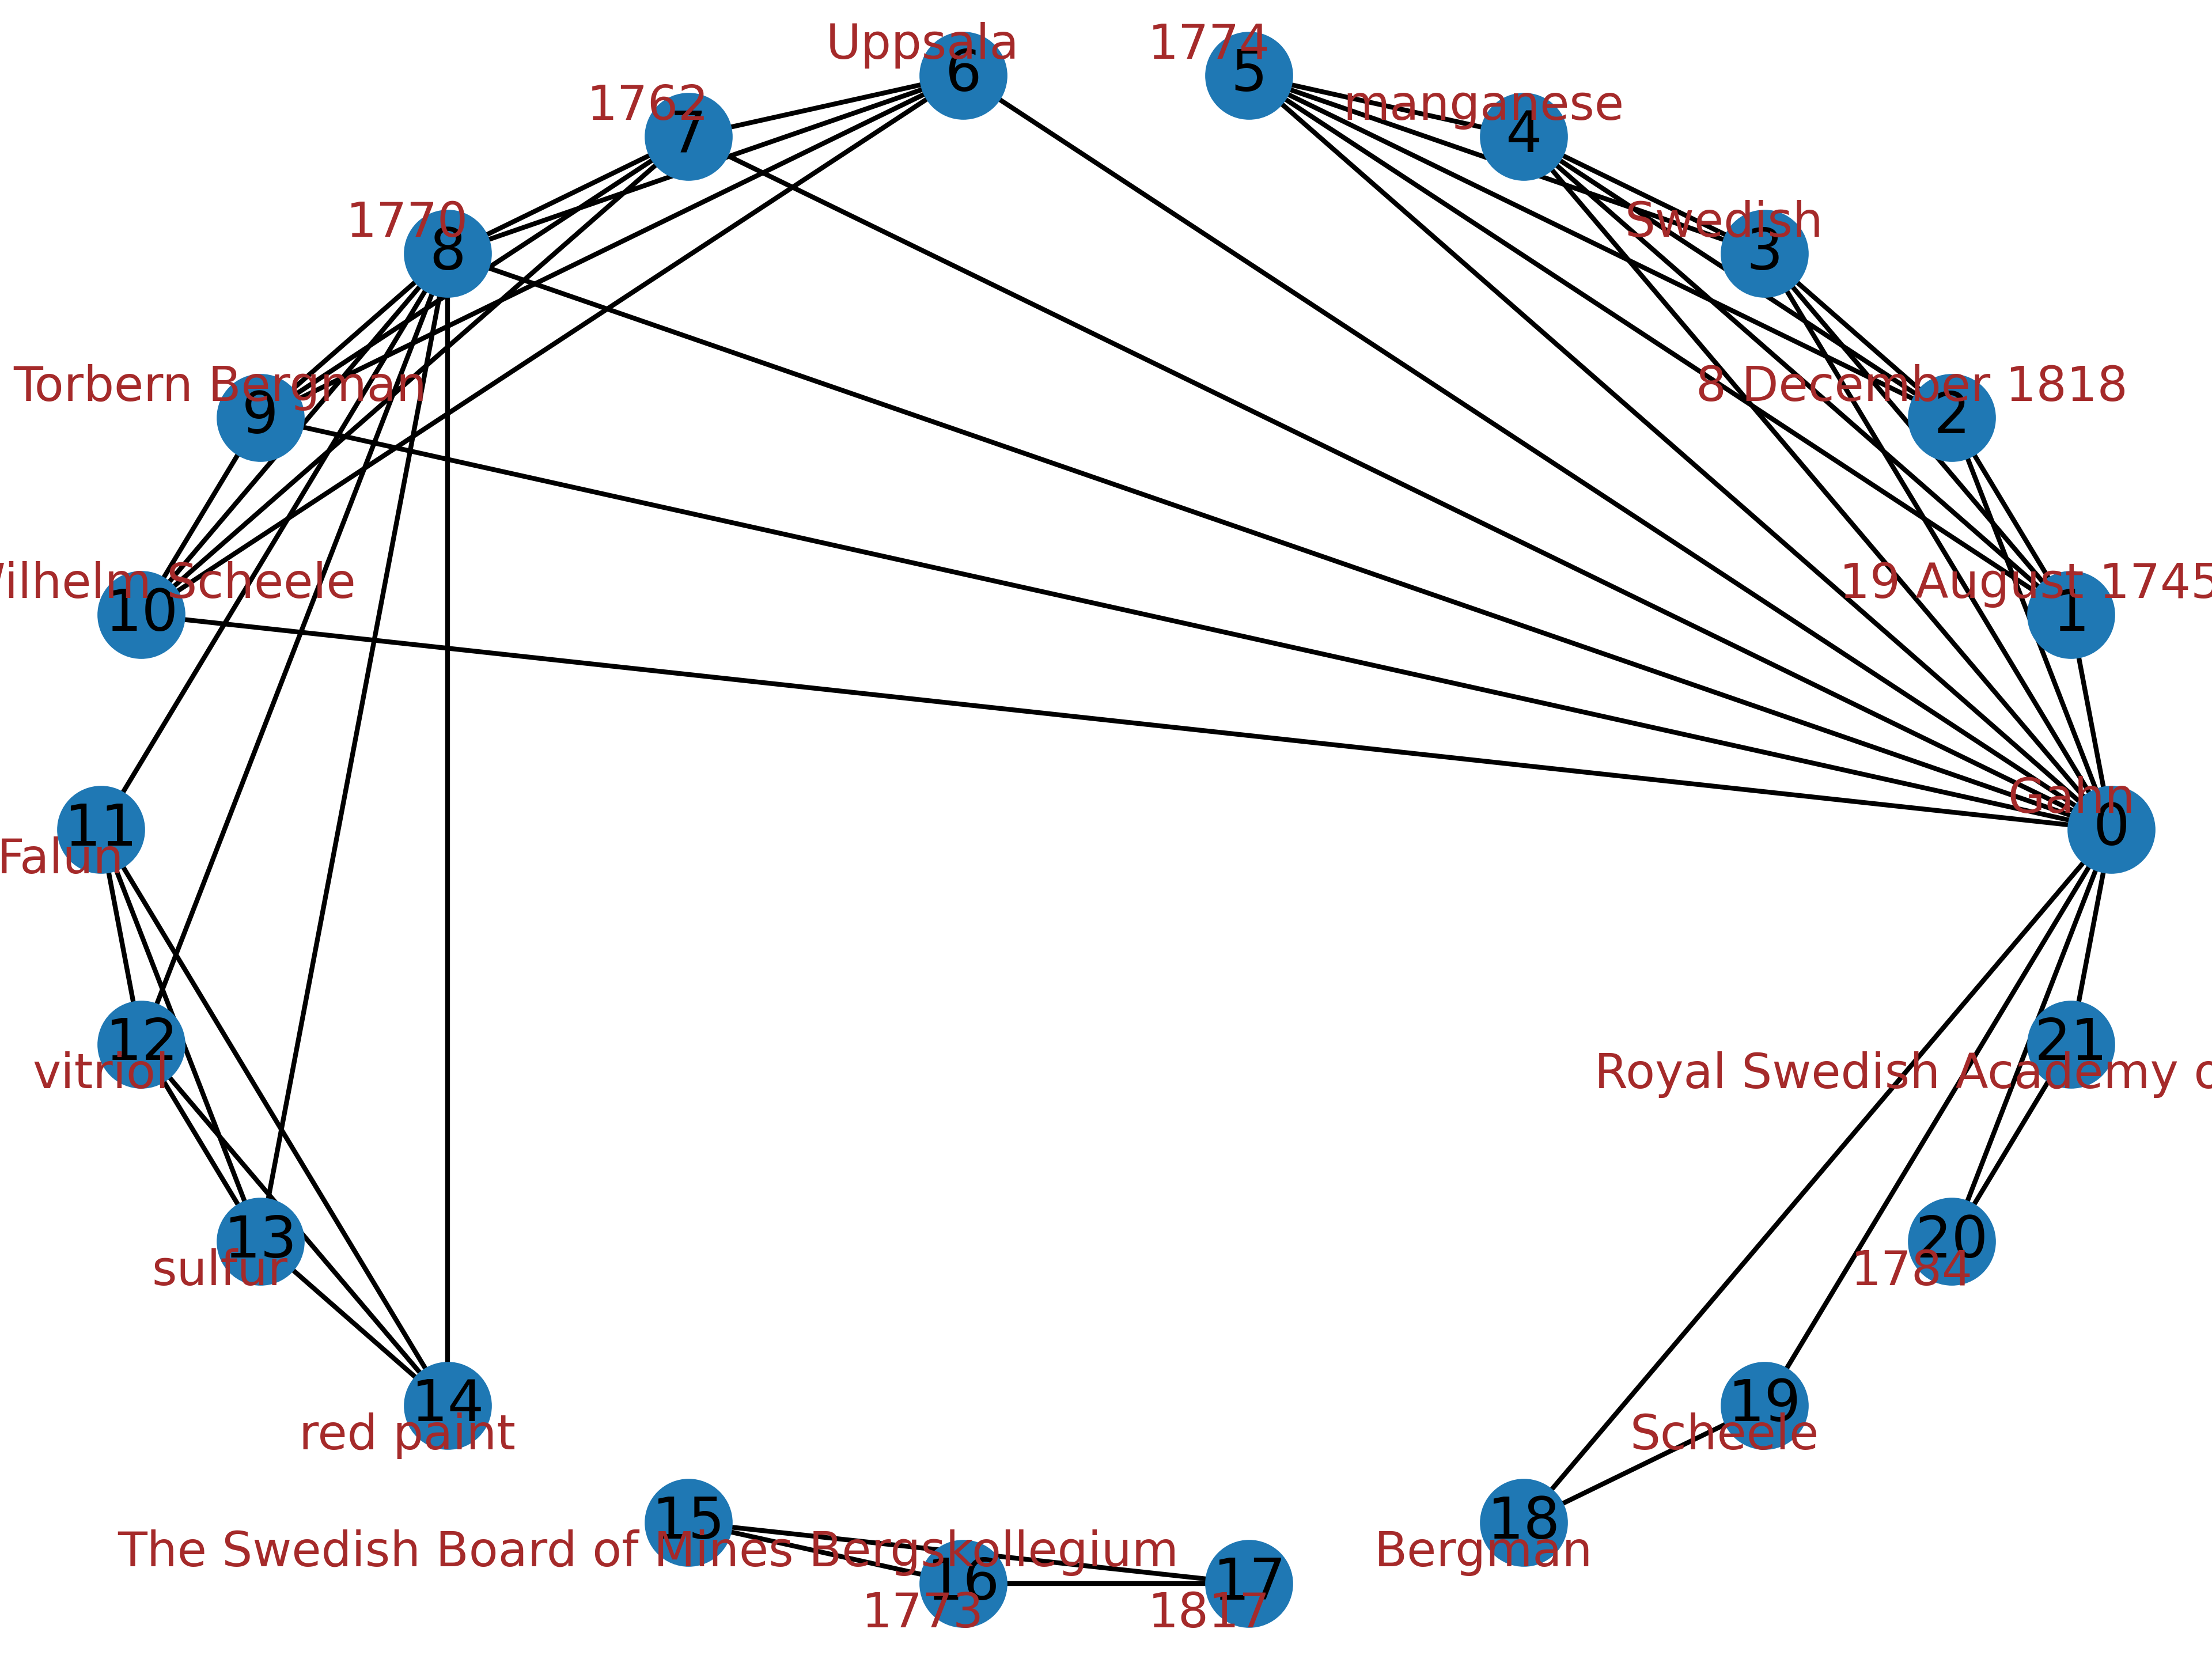 Uppsala
6
1774
5
1762
7
manganese
4
1770
8
Swedish
3
Torbern Bergman
9
8 December 1818
2
Scheele
10
19 August 1745
1
Gahn
0
11
Falun
12
vitriol
21
Royal Swedish Academy
13
sulfur
20
1784
14
red paint
19
Scheele
15
The Swedish Board of Mines Bergskollegium
18
Bergman
16
1773
17
1817